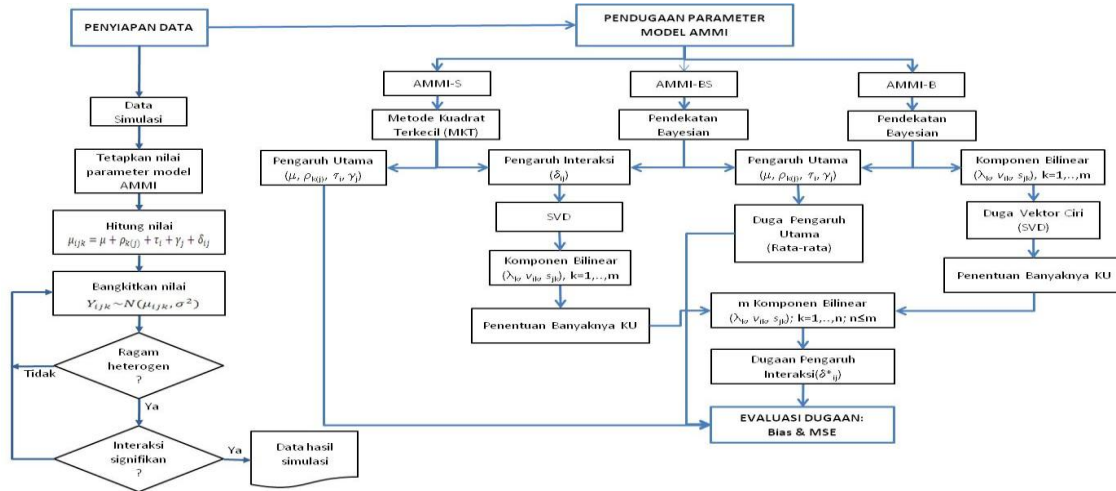 PENYIAPAN DATA
Data
Simulasi
Tetapkan nilai
parameter model
AMMI
Hitung nilai
μijk = μ + ρk(j) + τi + γj + δij
Bangkitkan nilai
Yijk~N(μijk, σ²)
Ragam
heterogen
?
Tidak
Ya
Interaksi
signifikan
?
Ya
Data hasil
simulasi
PENDUGAAN PARAMETER
MODEL AMMI
AMMI-S
AMMI-BS
AMMI-B
Metode Kuadrat
Terkecil (MKT)
Pendekatan
Bayesian
Pendekatan
Bayesian
Pengaruh Utama
(μ, ρk(j), τi, γj)
Pengaruh Interaksi
(δij)
Pengaruh Utama
(μ, ρk(j), τi, γj)
Komponen Bilinear
(λk, vik, sjk), k=1,..,m
SVD
Duga Pengaruh
Utama
(Rata-rata)
Duga Vektor Ciri
(SVD)
Komponen Bilinear
(λk, vik, sjk), k=1,..,m
Penentuan Banyaknya KU
Penentuan Banyaknya KU
m Komponen Bilinear
(λk, vik, sjk); k=1,..,n; n≤m
Dugaan Pengaruh
Interaksi(δ*ij)
EVALUASI DUGAAN:
Bias & MSE